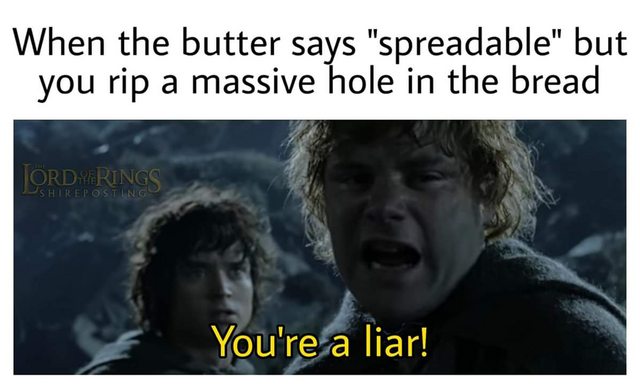 When the butter says "spreadable" but
you rip a massive hole in the bread
THE
LORD OF THE RINGS
SHIREPOSTING
You're a liar!